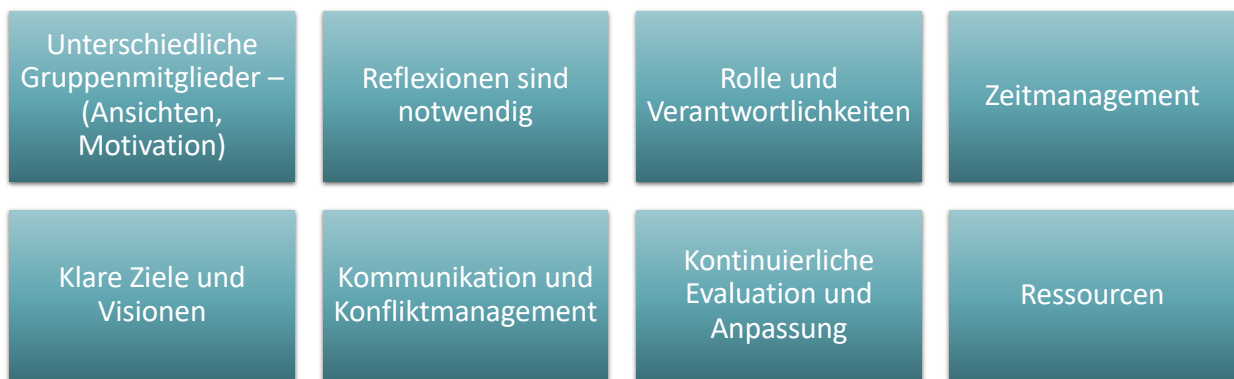 Unterschiedliche
Gruppenmitglieder –
(Ansichten,
Motivation)
Reflexionen sind
notwendig
Rolle und
Verantwortlichkeiten
Zeitmanagement
Klare Ziele und
Visionen
Kommunikation und
Konfliktmanagement
Kontinuierliche
Evaluation und
Anpassung
Ressourcen